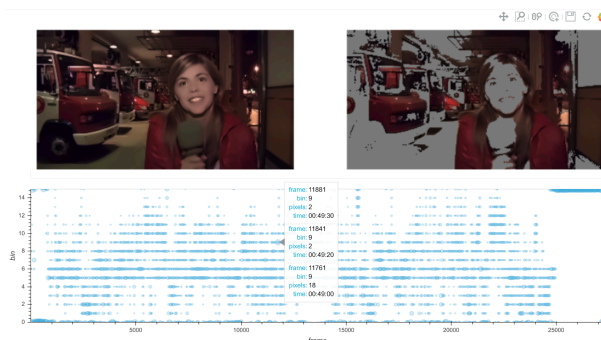 frame: 11881
bin: 9
pixels: 2
time: 00:49:30
frame: 11841
bin: 9
pixels: 2
time: 00:49:20
frame: 11761
bin: 9
pixels: 18
time: 00:49:00
14
12
10
8
6
4
2
0
bin
5000
10000
15000
20000
25000
frame